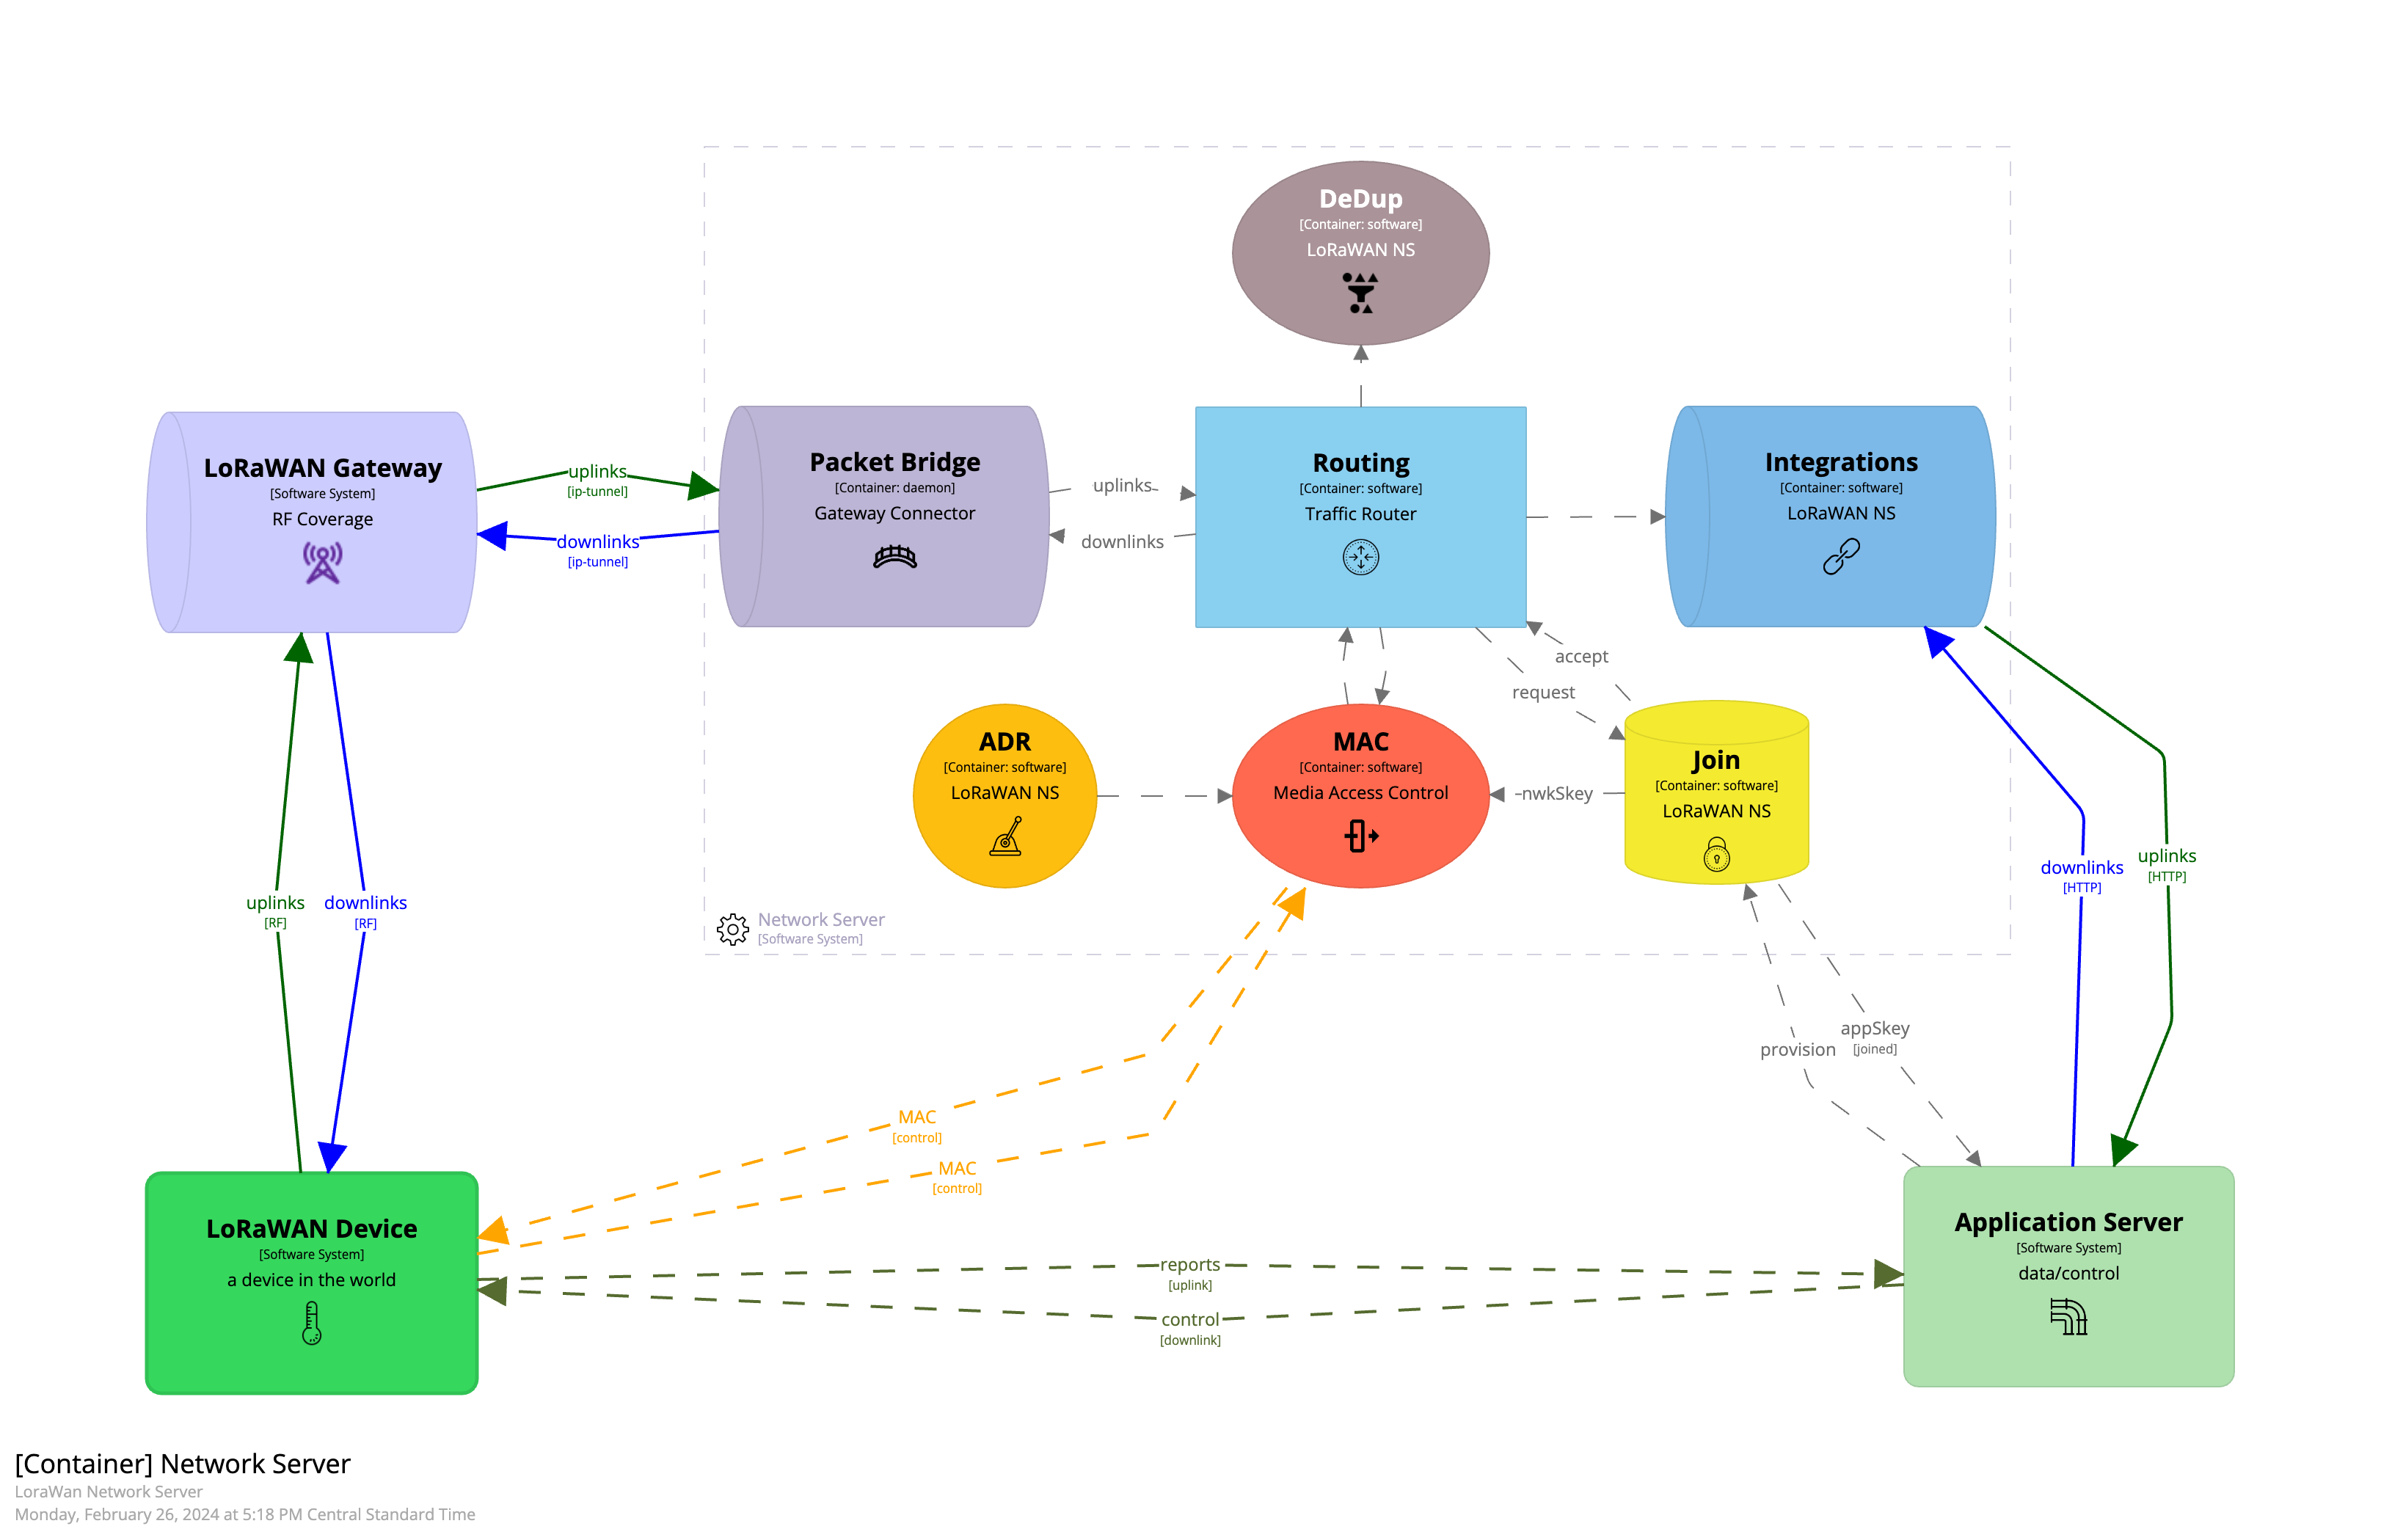 DeDup
[Container: software]
LoRaWAN NS
LoRaWAN Gateway
[Software System]
RF Coverage
uplinks
[ip-tunnel]
downlinks
[ip-tunnel]
Packet Bridge
[Container: daemon]
Gateway Connector
uplinks
downlinks
Routing
[Container: software]
Traffic Router
Integrations
[Container: software]
LoRaWAN NS
accept
request
ADR
[Container: software]
LoRaWAN NS
MAC
[Container: software]
Media Access Control
nwkSkey
Join
[Container: software]
LoRaWAN NS
uplinks
[RF]
downlinks
[RF]
Network Server
[Software System]
downlinks
[HTTP]
uplinks
[HTTP]
appSkey
[joined]
provision
MAC
[control]
MAC
[control]
LoRaWAN Device
[Software System]
a device in the world
reports
[uplink]
control
[downlink]
Application Server
[Software System]
data/control
[Container] Network Server
LoraWan Network Server
Monday, February 26, 2024 at 5:18 PM Central Standard Time